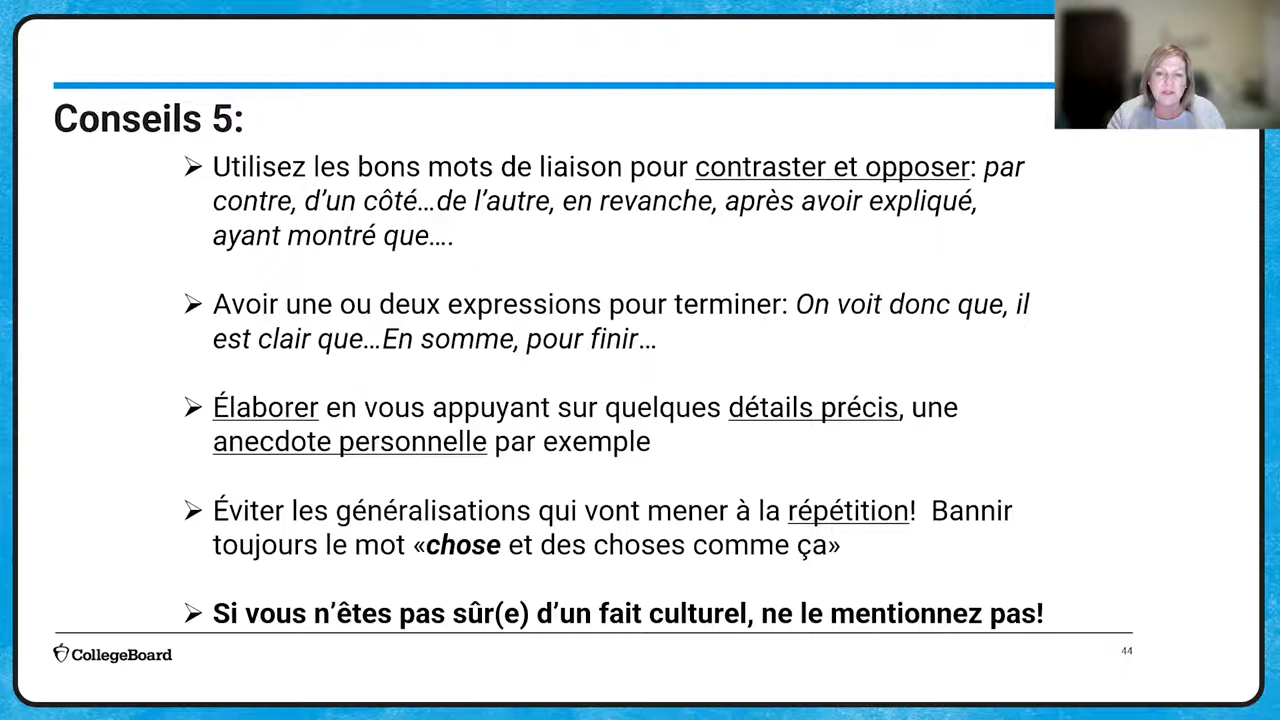 Conseils 5:
➢ Utilisez les bons mots de liaison pour contraster et opposer: par
contre, d’un côté…de l’autre, en revanche, après avoir expliqué,
ayant montré que….
➢ Avoir une ou deux expressions pour terminer: On voit donc que, il
est clair que…En somme, pour finir…
➢ Élaborer en vous appuyant sur quelques détails précis, une
anecdote personnelle par exemple
➢ Éviter les généralisations qui vont mener à la répétition!  Bannir
toujours le mot «chose et des choses comme ça»
➢ Si vous n’êtes pas sûr(e) d’un fait culturel, ne le mentionnez pas!
CollegeBoard
44